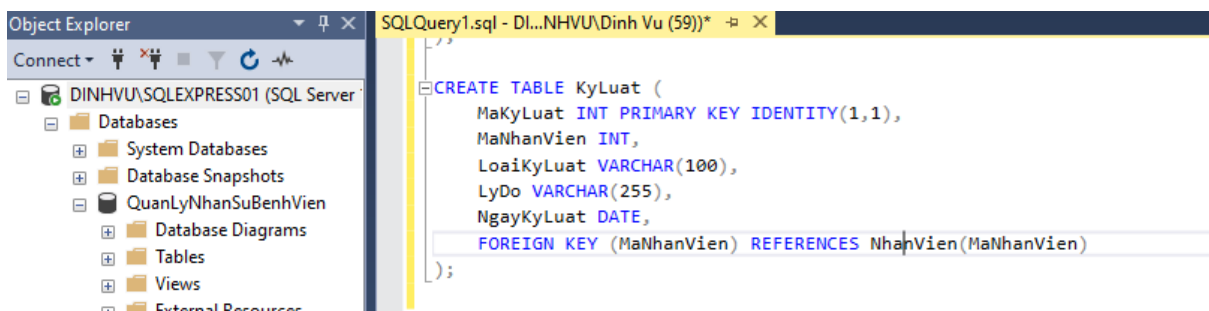 Object Explorer
Connect
DINHVU\SQLEXPRESS01 (SQL Server
Databases
System Databases
Database Snapshots
QuanLyNhanSuBenhVien
Database Diagrams
Tables
Views
External Resources
SQLQuery1.sql - DI...NHVU\Dinh Vu (59))*
);
CREATE TABLE KyLuat (
MaKyLuat INT PRIMARY KEY IDENTITY(1,1),
MaNhanVien INT,
LoaiKyLuat VARCHAR(100),
LyDo VARCHAR(255),
NgayKyLuat DATE,
FOREIGN KEY (MaNhanVien) REFERENCES NhanVien(MaNhanVien)
);